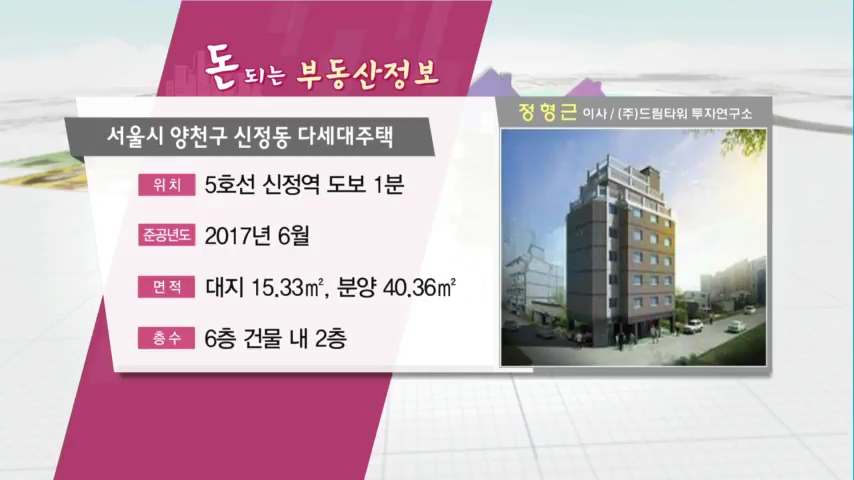 돈 되는 부동산정보
정형근 이사 / (주)드림타워 투자연구소
서울시 양천구 신정동 다세대주택
위치 5호선 신정역 도보 1분
준공년도 2017년 6월
면적 대지 15.33㎡, 분양 40.36㎡
층수 6층 건물 내 2층